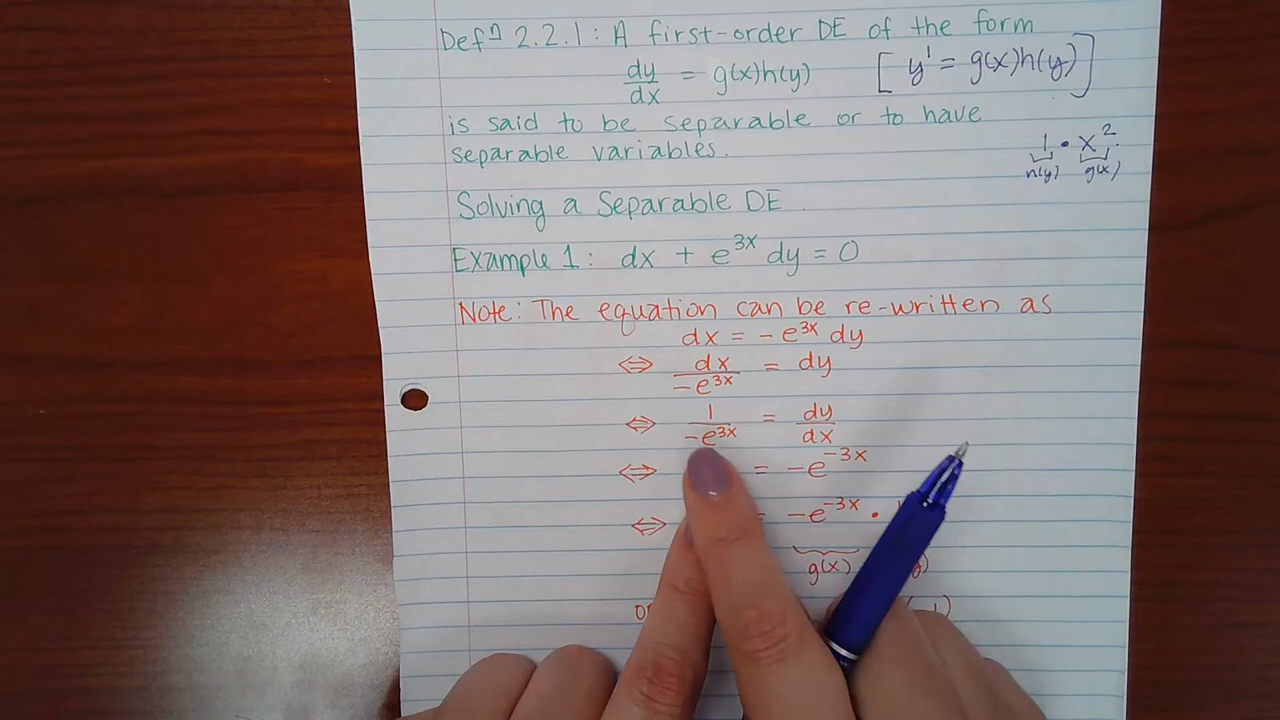 Defⁿ 2.2.1: A first-order DE of the form
dy/dx = g(x)h(y) [y' = g(x)h(y)]
is said to be separable or to have
separable variables.
1 · x²
h(y) g(x)
Solving a Separable DE
Example 1: dx + e^{3x} dy = 0
Note: The equation can be re-written as
dx = -e^{3x} dy
⇔ dx/-e^{3x} = dy
⇔ 1/-e^{3x} = dy/dx
⇔ = -e^{-3x}
⇔ = -e^{-3x} ·
g(x)